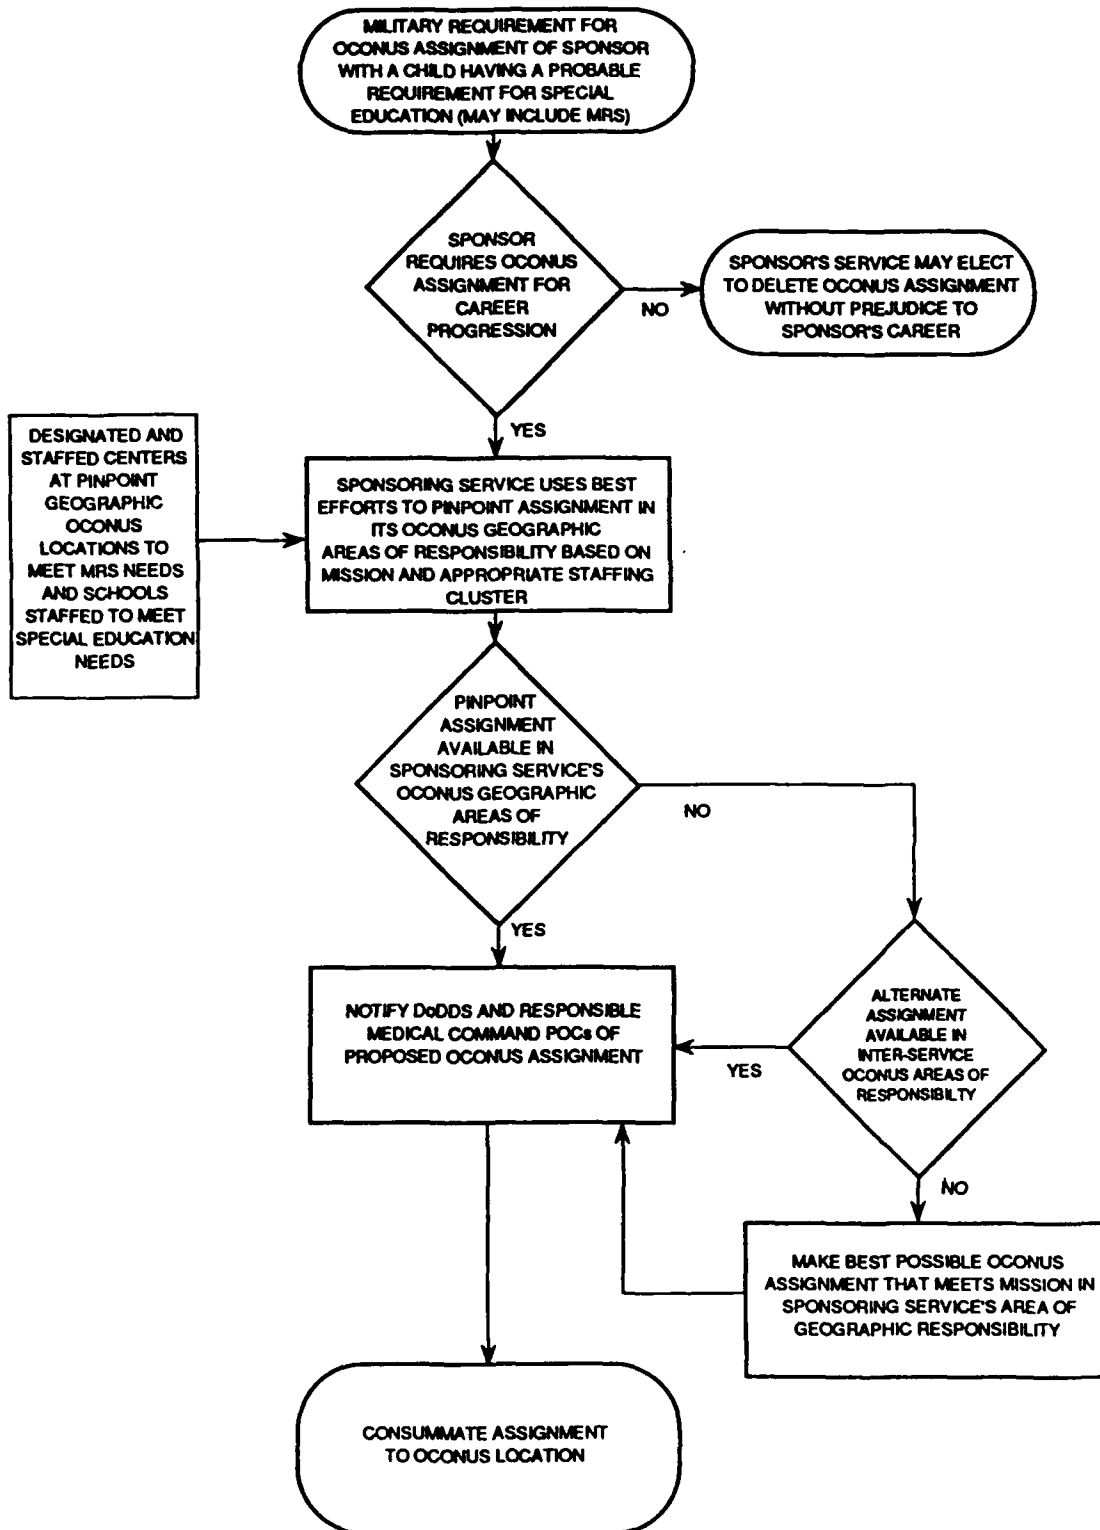 MILITARY REQUIREMENT FOR
OCONUS ASSIGNMENT OF SPONSOR
WITH A CHILD HAVING A PROBABLE
REQUIREMENT FOR SPECIAL
EDUCATION (MAY INCLUDE MRS)
SPONSOR
REQUIRES OCONUS
ASSIGNMENT FOR
CAREER
PROGRESSION
NO
SPONSOR'S SERVICE MAY ELECT
TO DELETE OCONUS ASSIGNMENT
WITHOUT PREJUDICE TO
SPONSOR'S CAREER
YES
DESIGNATED AND
STAFFED CENTERS
AT PINPOINT
GEOGRAPHIC
OCONUS
LOCATIONS TO
MEET MRS NEEDS
AND SCHOOLS
STAFFED TO MEET
SPECIAL EDUCATION
NEEDS
SPONSORING SERVICE USES BEST
EFFORTS TO PINPOINT ASSIGNMENT IN
ITS OCONUS GEOGRAPHIC
AREAS OF RESPONSIBILITY BASED ON
MISSION AND APPROPRIATE STAFFING
CLUSTER
PINPOINT
ASSIGNMENT
AVAILABLE IN
SPONSORING SERVICE'S
OCONUS GEOGRAPHIC
AREAS OF
RESPONSIBILITY
NO
YES
NOTIFY DoDDS AND RESPONSIBLE
MEDICAL COMMAND POCs OF
PROPOSED OCONUS ASSIGNMENT
ALTERNATE
ASSIGNMENT
AVAILABLE IN
INTER-SERVICE
OCONUS AREAS OF
RESPONSIBILTY
YES
NO
MAKE BEST POSSIBLE OCONUS
ASSIGNMENT THAT MEETS MISSION IN
SPONSORING SERVICE'S AREA OF
GEOGRAPHIC RESPONSIBILITY
CONSUMMATE ASSIGNMENT
TO OCONUS LOCATION